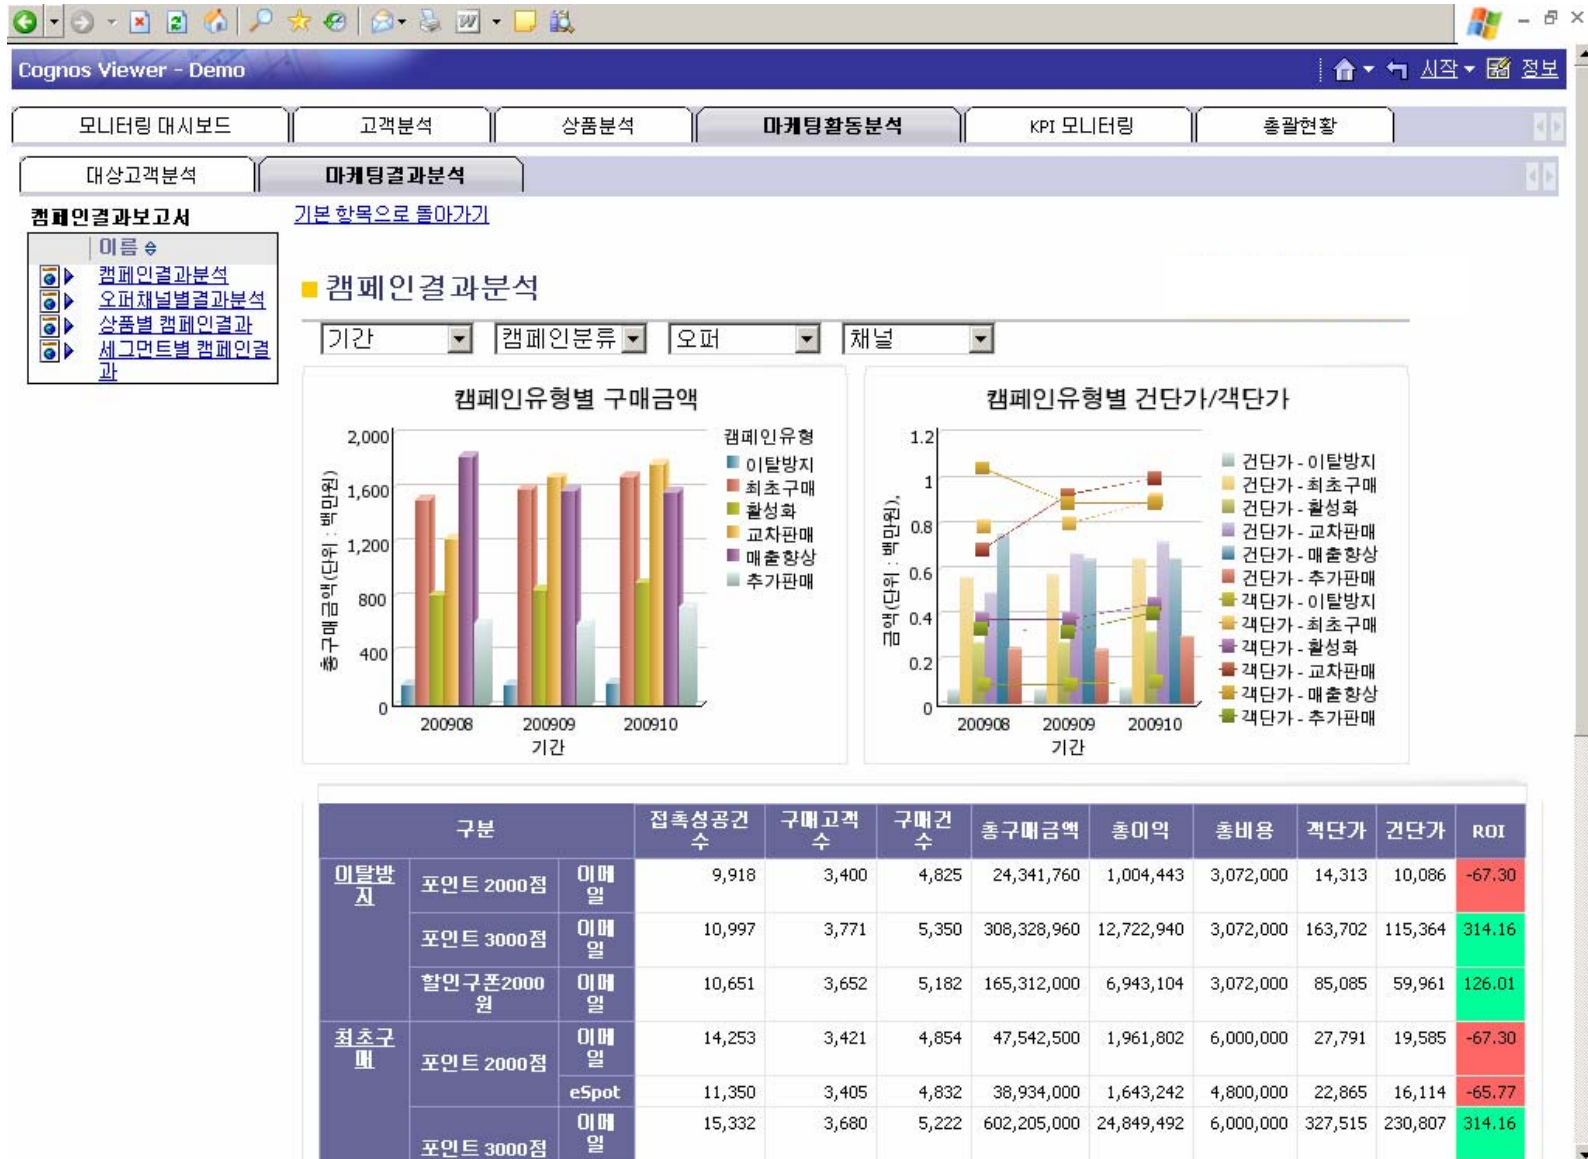 Cognos Viewer - Demo
시작
정보
모니터링 대시보드
고객분석
상품분석
마케팅활동분석
KPI 모니터링
총괄현황
대상고객분석
마케팅결과분석
캠페인결과보고서
이름
캠페인결과분석
오퍼채널별결과분석
상품별 캠페인결과
세그먼트별 캠페인결
과
기본 항목으로 돌아가기
캠페인결과분석
기간
캠페인분류
오퍼
채널
캠페인유형별 구매금액
총구매금액(단위 : 백만원)
2,000
1,600
1,200
800
400
0
200908
200909
200910
기간
캠페인유형
이탈방지
최초구매
활성화
교차판매
매출향상
추가판매
캠페인유형별 건단가/객단가
금액(단위 : 백만원),
1.2
1
0.8
0.6
0.4
0.2
0
200908
200909
200910
기간
건단가 - 이탈방지
건단가 - 최초구매
건단가 - 활성화
건단가 - 교차판매
건단가 - 매출향상
건단가 - 추가판매
객단가 - 이탈방지
객단가 - 최초구매
객단가 - 활성화
객단가 - 교차판매
객단가 - 매출향상
객단가 - 추가판매
구분 접촉성공건수 구매고객수 구매건수 총구매금액 총이익 총비용 객단가 건단가 ROI
이탈방지 포인트 2000점 이메일 9,918 3,400 4,825 24,341,760 1,004,443 3,072,000 14,313 10,086 -67.30
포인트 3000점 이메일 10,997 3,771 5,350 308,328,960 12,722,940 3,072,000 163,702 115,364 314.16
할인구폰2000원 이메일 10,651 3,652 5,182 165,312,000 6,943,104 3,072,000 85,085 59,961 126.01
최초구매 포인트 2000점 이메일 14,253 3,421 4,854 47,542,500 1,961,802 6,000,000 27,791 19,585 -67.30
eSpot 11,350 3,405 4,832 38,934,000 1,643,242 4,800,000 22,865 16,114 -65.77
포인트 3000점 이메일 15,332 3,680 5,222 602,205,000 24,849,492 6,000,000 327,515 230,807 314.16